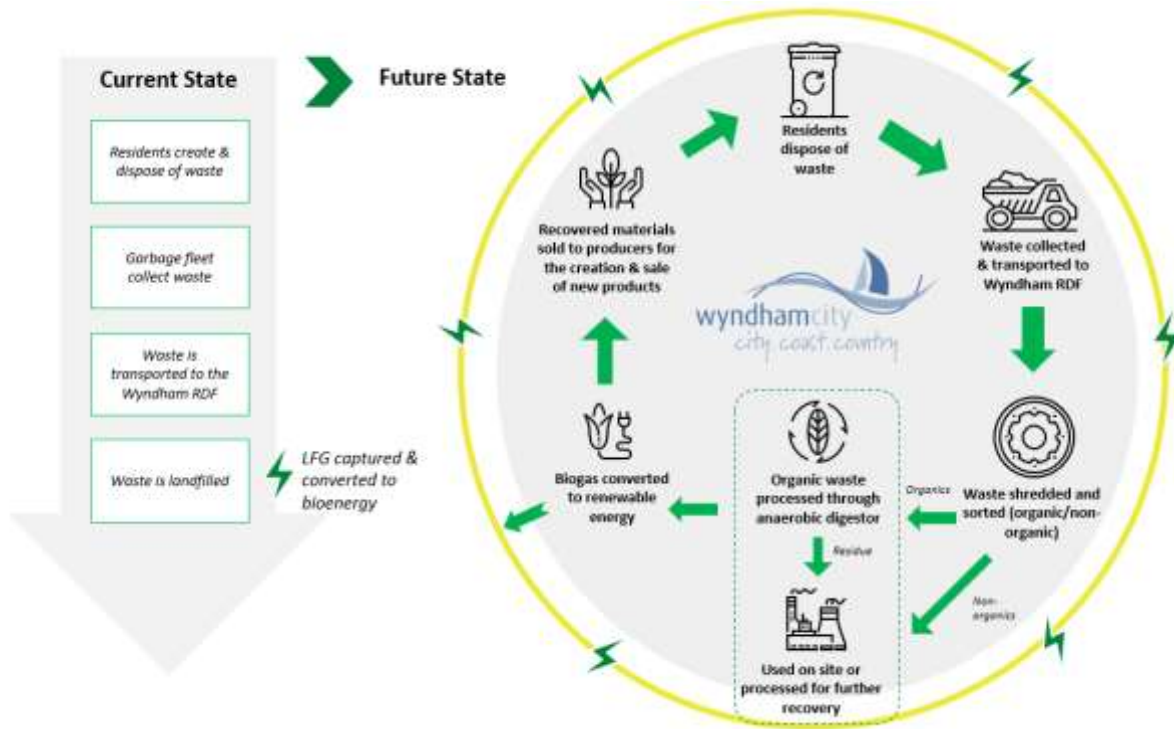 Current State
Future State
Residents create &
dispose of waste
Garbage fleet
collect waste
Waste is
transported to the
Wyndham RDF
Waste is landfilled
LFG captured &
converted to
bioenergy
Residents
dispose of
waste
Waste collected
& transported to
Wyndham RDF
Waste shredded and
sorted (organic/non-
organic)
Organics
Non-
organics
Organic waste
processed through
anaerobic digestor
Residue
Used on site or
processed for further
recovery
Biogas converted
to renewable
energy
Recovered materials
sold to producers for
the creation & sale
of new products
wyndhamcity
city. coast. country